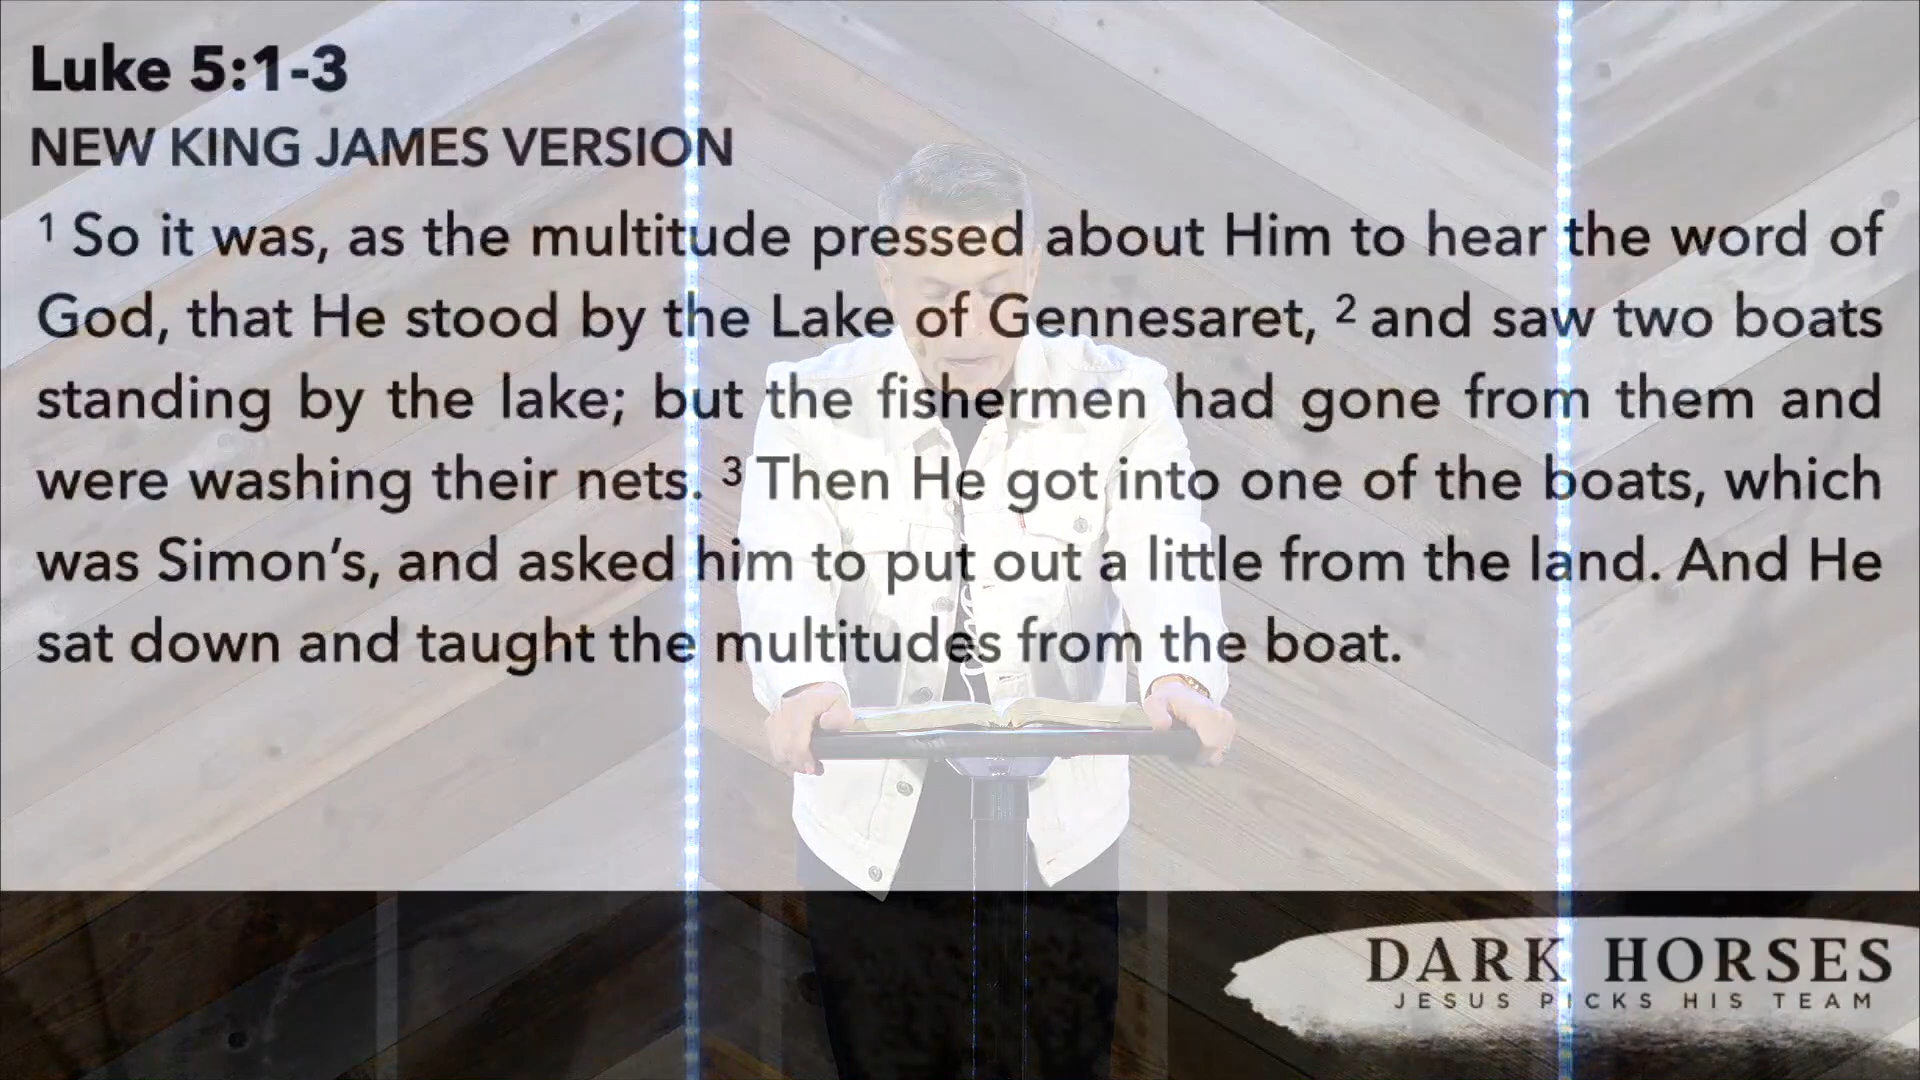 Luke 5:1-3
NEW KING JAMES VERSION
¹ So it was, as the multitude pressed about Him to hear the word of
God, that He stood by the Lake of Gennesaret, ² and saw two boats
standing by the lake; but the fishermen had gone from them and
were washing their nets. ³ Then He got into one of the boats, which
was Simon’s, and asked him to put out a little from the land. And He
sat down and taught the multitudes from the boat.
DARK HORSES
JESUS PICKS HIS TEAM